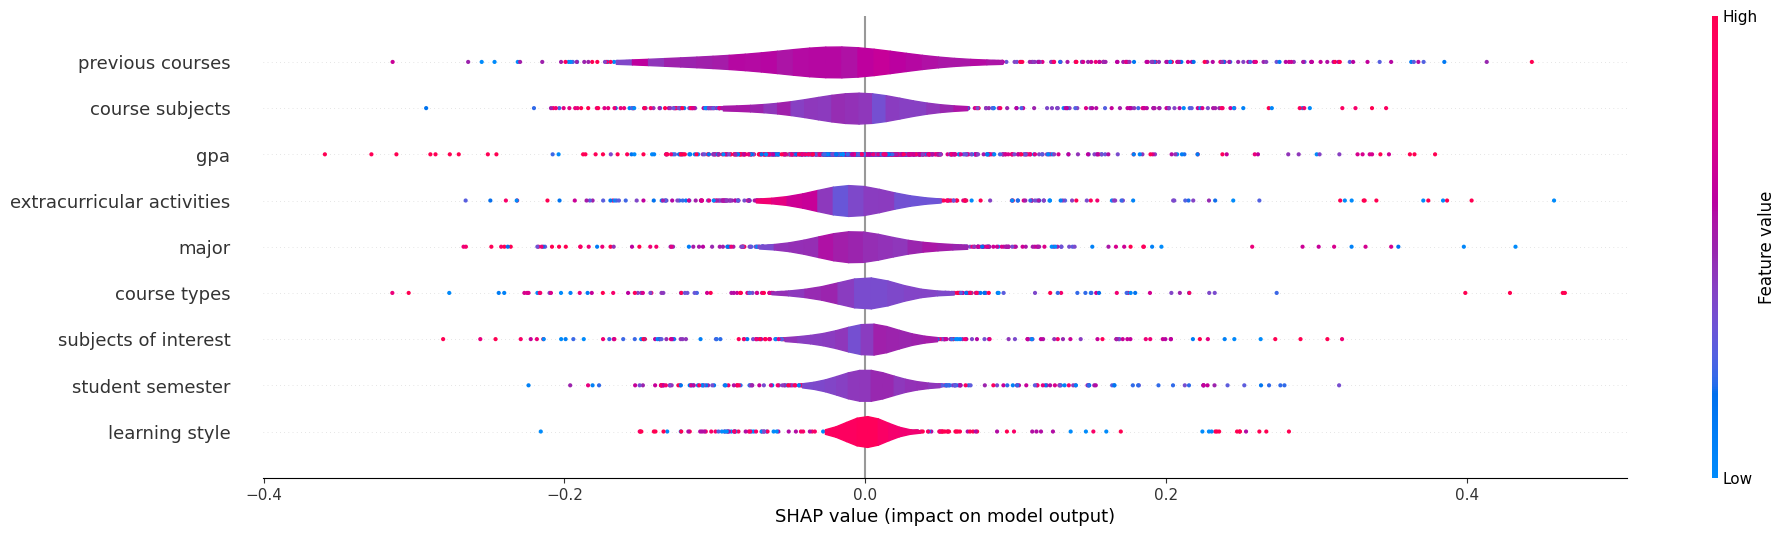 High
previous courses
course subjects
gpa
extracurricular activities
major
course types
subjects of interest
student semester
learning style
Feature value
Low
−0.4 −0.2 0.0 0.2 0.4
SHAP value (impact on model output)